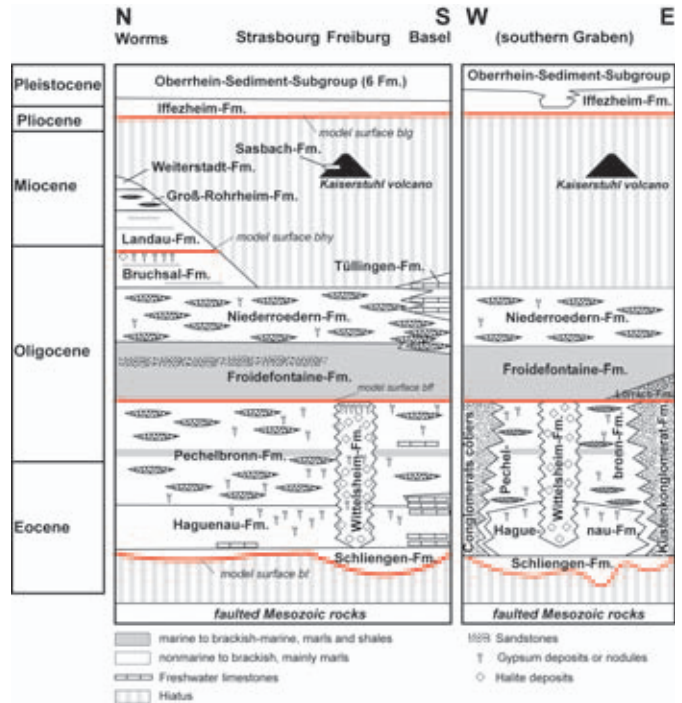 N
S
W
E
Worms
Strasbourg
Freiburg
Basel
(southern Graben)
Pleistocene
Pliocene
Miocene
Oligocene
Eocene
Oberrhein-Sediment-Subgroup (6 Fm.)
Iffezheim-Fm.
model surface blg
Sasbach-Fm.
Weiterstadt-Fm.
Kaiserstuhl volcano
Groß-Rohrheim-Fm.
Landau-Fm.
model surface bhy
Tüllingen-Fm.
Bruchsal-Fm.
Niederroedern-Fm.
Froidefontaine-Fm.
model surface bff
Pechelbronn-Fm.
Wittelsheim-Fm.
Haguenau-Fm.
Schliengen-Fm.
model surface bt
faulted Mesozoic rocks
Oberrhein-Sediment-Subgroup
Iffezheim-Fm.
Kaiserstuhl volcano
Niederroedern-Fm.
Froidefontaine-Fm.
Conglomérats côtiers
Pechel-
Wittelsheim-Fm.
bronn-Fm.
Küstenkonglomerat-Fm.
Hague-
nau-Fm.
Schliengen-Fm.
faulted Mesozoic rocks
marine to brackish-marine, marls and shales
nonmarine to brackish, mainly marls
Freshwater limestones
Hiatus
Sandstones
Gypsum deposits or nodules
Halite deposits